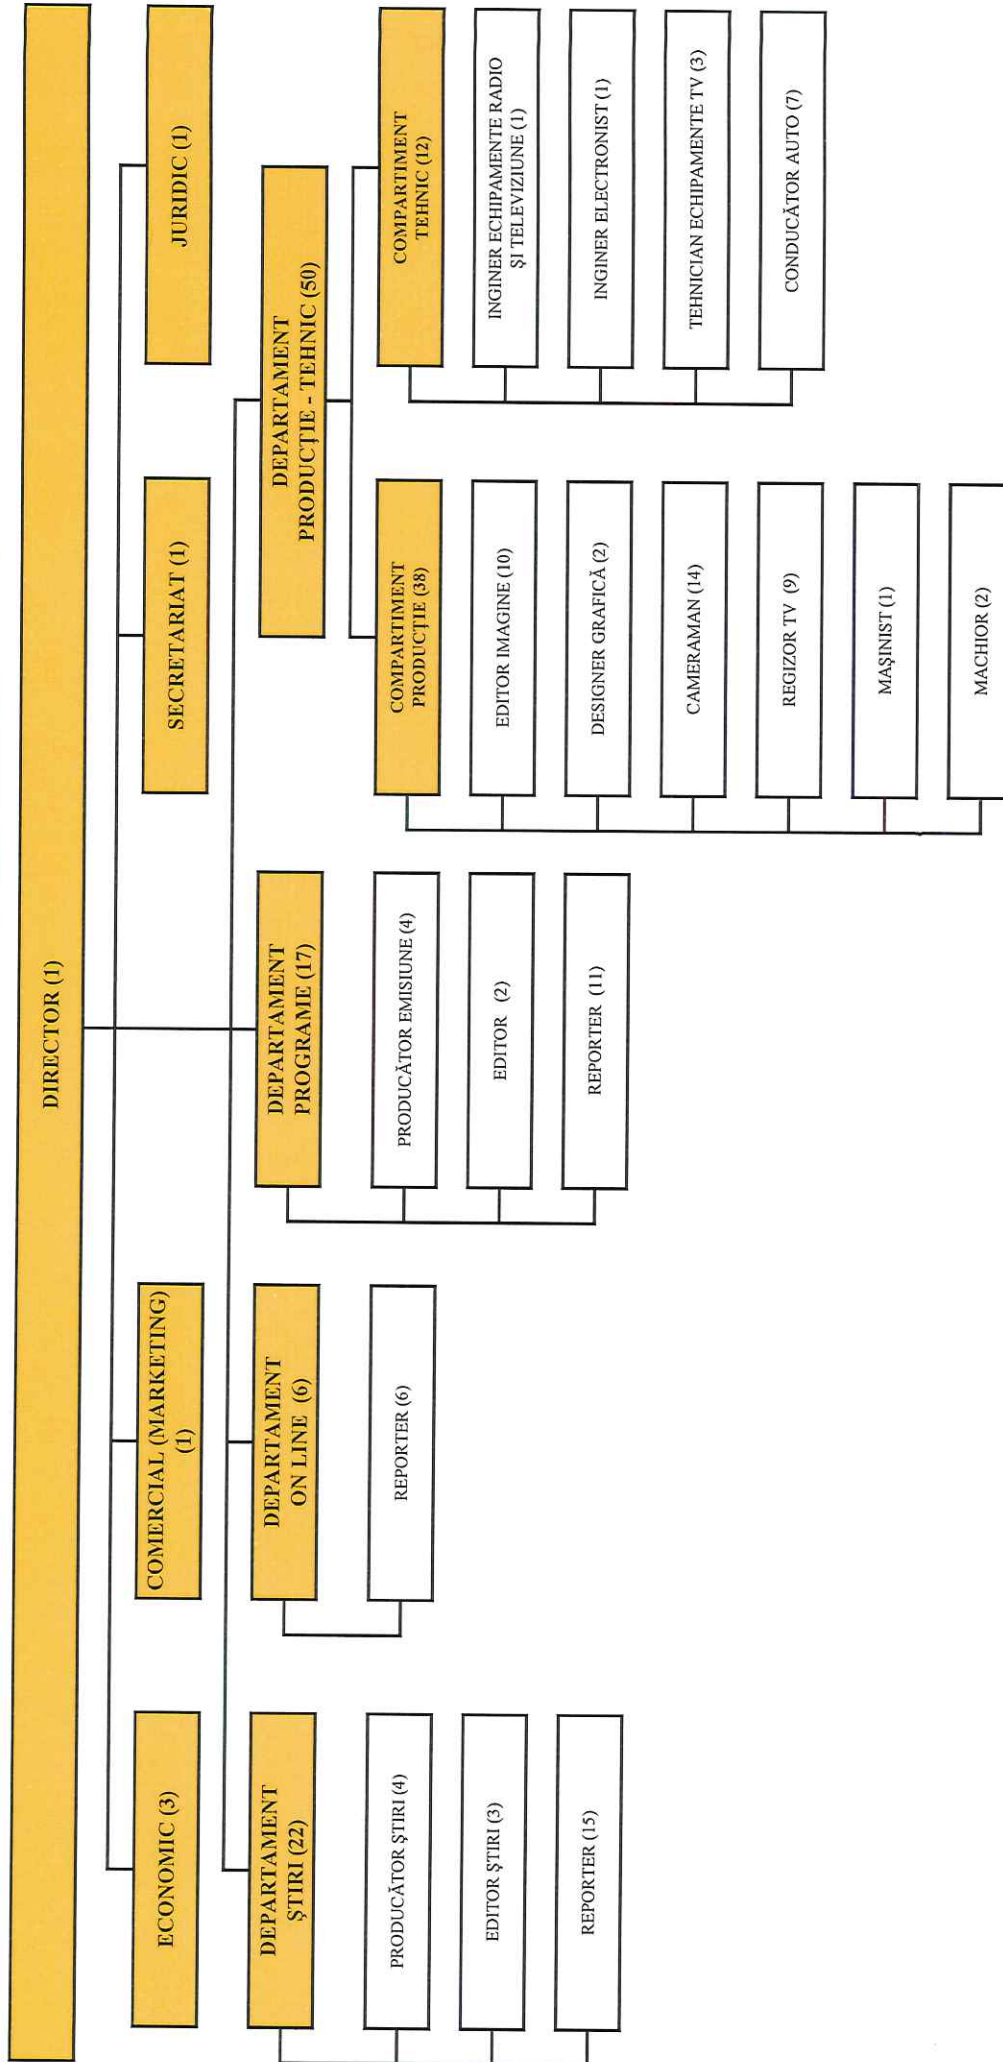 DIRECTOR (1)
ECONOMIC (3)
COMERCIAL (MARKETING)
(1)
SECRETARIAT (1)
JURIDIC (1)
DEPARTAMENT
ŞTIRI (22)
PRODUCĂTOR ŞTIRI (4)
EDITOR ŞTIRI (3)
REPORTER (15)
DEPARTAMENT
ON LINE (6)
REPORTER (6)
DEPARTAMENT
PROGRAME (17)
PRODUCĂTOR EMISIUNE (4)
EDITOR (2)
REPORTER (11)
DEPARTAMENT
PRODUCŢIE - TEHNIC (50)
COMPARTIMENT
PRODUCŢIE (38)
EDITOR IMAGINE (10)
DESIGNER GRAFICĂ (2)
CAMERAMAN (14)
REGIZOR TV (9)
MAŞINIST (1)
MACHIOR (2)
COMPARTIMENT
TEHNIC (12)
INGINER ECHIPAMENTE RADIO
ŞI TELEVIZIUNE (1)
INGINER ELECTRONIST (1)
TEHNICIAN ECHIPAMENTE TV (3)
CONDUCĂTOR AUTO (7)